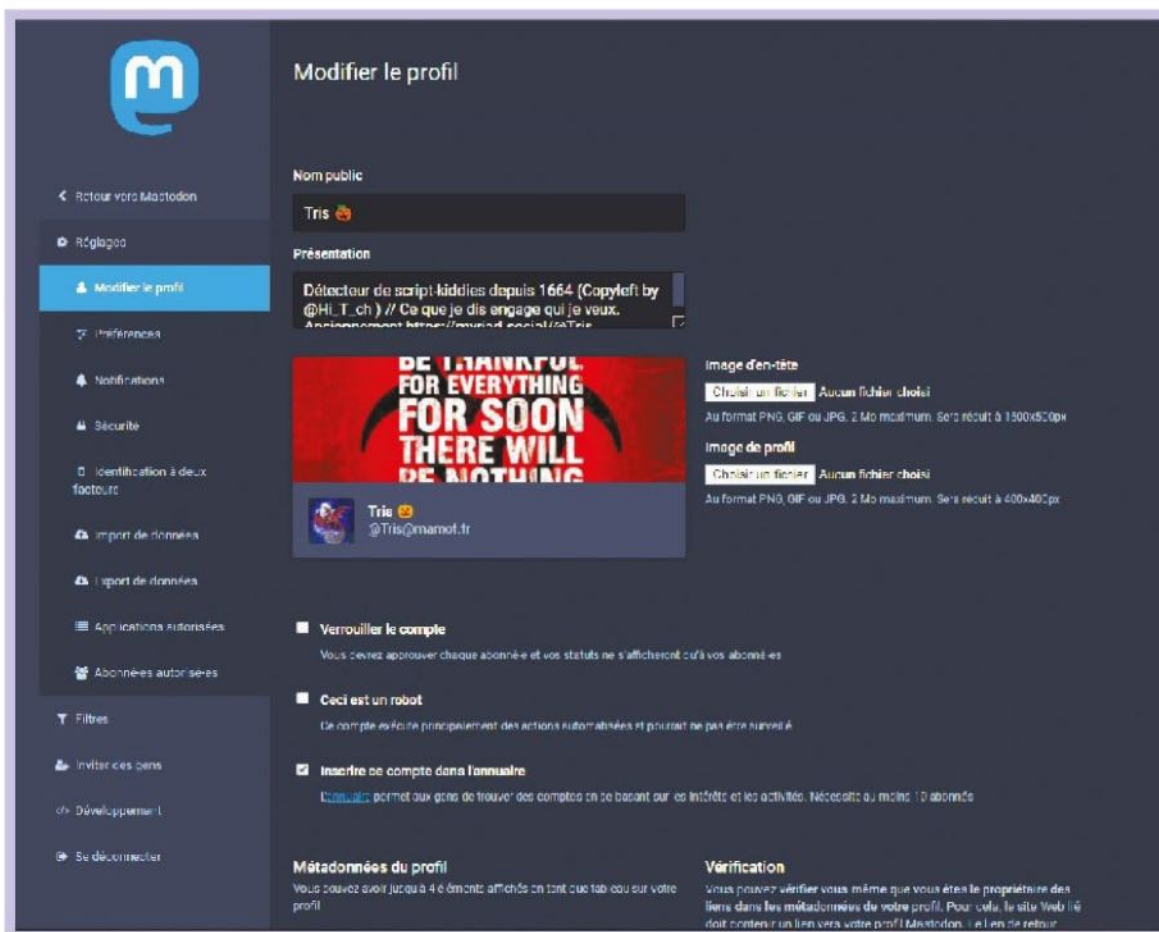 Modifier le profil
Retour vers Mastodon
Réglages
Modifier le profil
Préférences
Notifications
Sécurité
Identification à deux
facteurs
Import de données
Export de données
Applications autorisées
Abonné⋅e⋅s autorisé⋅e⋅s
Filtres
Inviter des gens
Développement
Se déconnecter
Nom public
Tris 🎃
Présentation
Détecteur de script-kiddies depuis 1664 (Copyleft by
@Hi_T_ch ) // Ce que je dis engage qui je veux.
Anciennement https://myriad.social/@Tris
BE THANKFUL
FOR EVERYTHING
FOR SOON
THERE WILL
BE NOTHING
Tris 🎃
@Tris@mamot.fr
Image d'en-tête
Choisir un fichier Aucun fichier choisi
Au format PNG, GIF ou JPG. 2 Mo maximum. Sera réduit à 1500x500px
Image de profil
Choisir un fichier Aucun fichier choisi
Au format PNG, GIF ou JPG. 2 Mo maximum. Sera réduit à 400x400px
Verrouiller le compte
Vous devrez approuver chaque abonné⋅e et vos statuts ne s'afficheront qu'à vos abonné⋅es
Ceci est un robot
Ce compte exécute principalement des actions automatisées et pourrait ne pas être surveillé
Inscrire ce compte dans l'annuaire
L'annuaire permet aux gens de trouver des comptes en se basant sur les intérêts et les activités. Nécessite au moins 10 abonnés
Métadonnées du profil
Vous pouvez avoir jusqu'à 4 éléments affichés en tant que tableau sur votre
profil
Vérification
Vous pouvez vérifier vous même que vous êtes le propriétaire des
liens dans les métadonnées de votre profil. Pour cela, le site Web lié
doit contenir un lien vers votre profil Mastodon. Le lien de retour